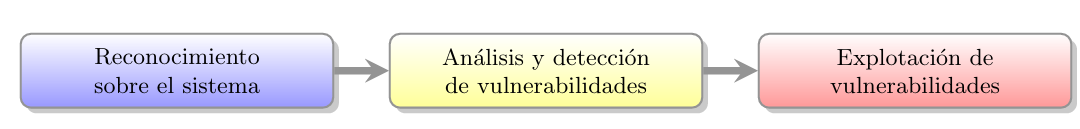 Reconocimiento
sobre el sistema
Análisis y detección
de vulnerabilidades
Explotación de
vulnerabilidades